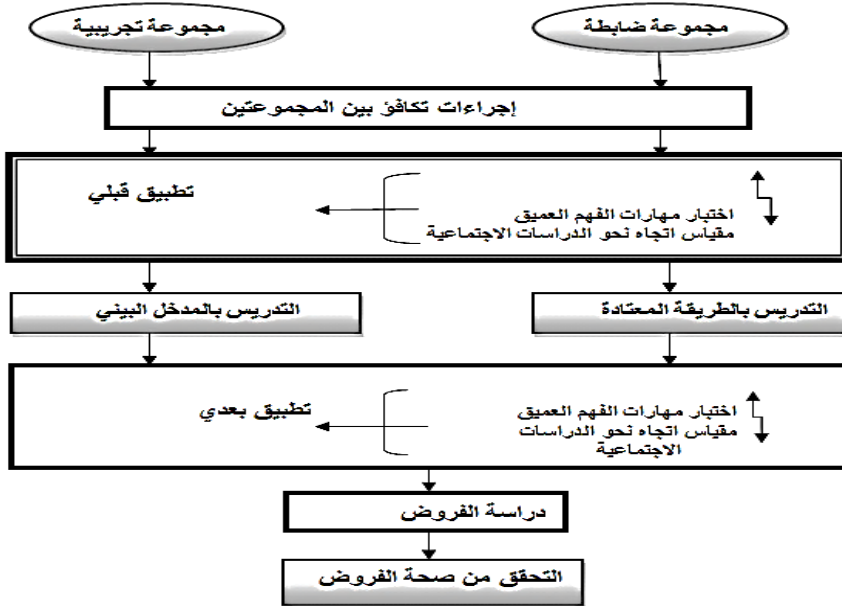 مجموعة ضابطة
مجموعة تجريبية
إجراءات تكافؤ بين المجموعتين
تطبيق قبلي
اختبار مهارات الفهم العميق
مقياس اتجاه نحو الدراسات الاجتماعية
التدريس بالطريقة المعتادة
التدريس بالمدخل البيني
تطبيق بعدي
اختبار مهارات الفهم العميق
مقياس اتجاه نحو الدراسات
الاجتماعية
دراسة الفروض
التحقق من صحة الفروض